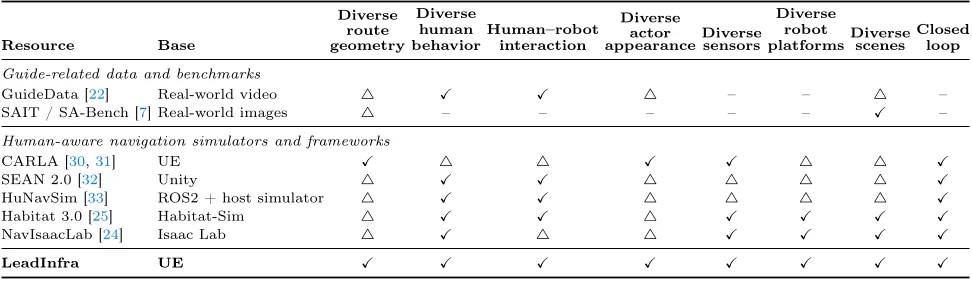 Resource Base Diverse route geometry Diverse human behavior Human–robot interaction Diverse actor appearance Diverse sensors Diverse robot platforms Diverse scenes Closed loop
Guide-related data and benchmarks
GuideData [22] Real-world video △ ✓ ✓ △ – – △ –
SAIT / SA-Bench [7] Real-world images △ – – – – – ✓ –
Human-aware navigation simulators and frameworks
CARLA [30, 31] UE ✓ △ △ ✓ ✓ △ △ ✓
SEAN 2.0 [32] Unity △ ✓ ✓ △ △ △ △ ✓
HuNavSim [33] ROS2 + host simulator △ ✓ ✓ △ △ △ △ ✓
Habitat 3.0 [25] Habitat-Sim △ ✓ ✓ △ ✓ ✓ ✓ ✓
NavIsaacLab [24] Isaac Lab △ ✓ △ △ ✓ ✓ ✓ ✓
LeadInfra UE ✓ ✓ ✓ ✓ ✓ ✓ ✓ ✓